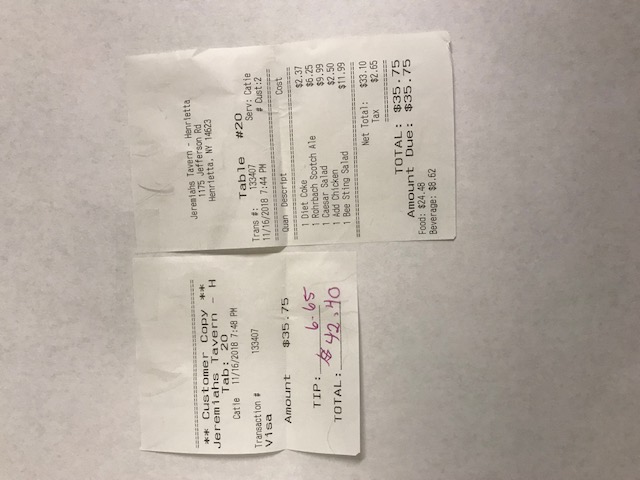 ** Customer Copy **
Jeremiahs Tavern - H
Tab: 20
Catie 11/16/2018 7:48 PM
Transaction # 133407
Visa
Amount $35.75
TIP: 6.65
TOTAL: $42.40
Jeremiahs Tavern - Henrietta
1175 Jefferson Rd
Henrietta, NY 14623
Table #20
Trans #: 133407 Serv: Catie
11/16/2018 7:44 PM # Cust:2
Quan Descript Cost
1 Diet Coke $2.37
1 Rohrbach Scotch Ale $6.25
1 Caesar Salad $9.99
1 Add Chicken $2.50
1 Bee Sting Salad $11.99
Net Total: $33.10
Tax $2.65
TOTAL: $35.75
Amount Due: $35.75
Food: $24.48
Beverage: $8.62